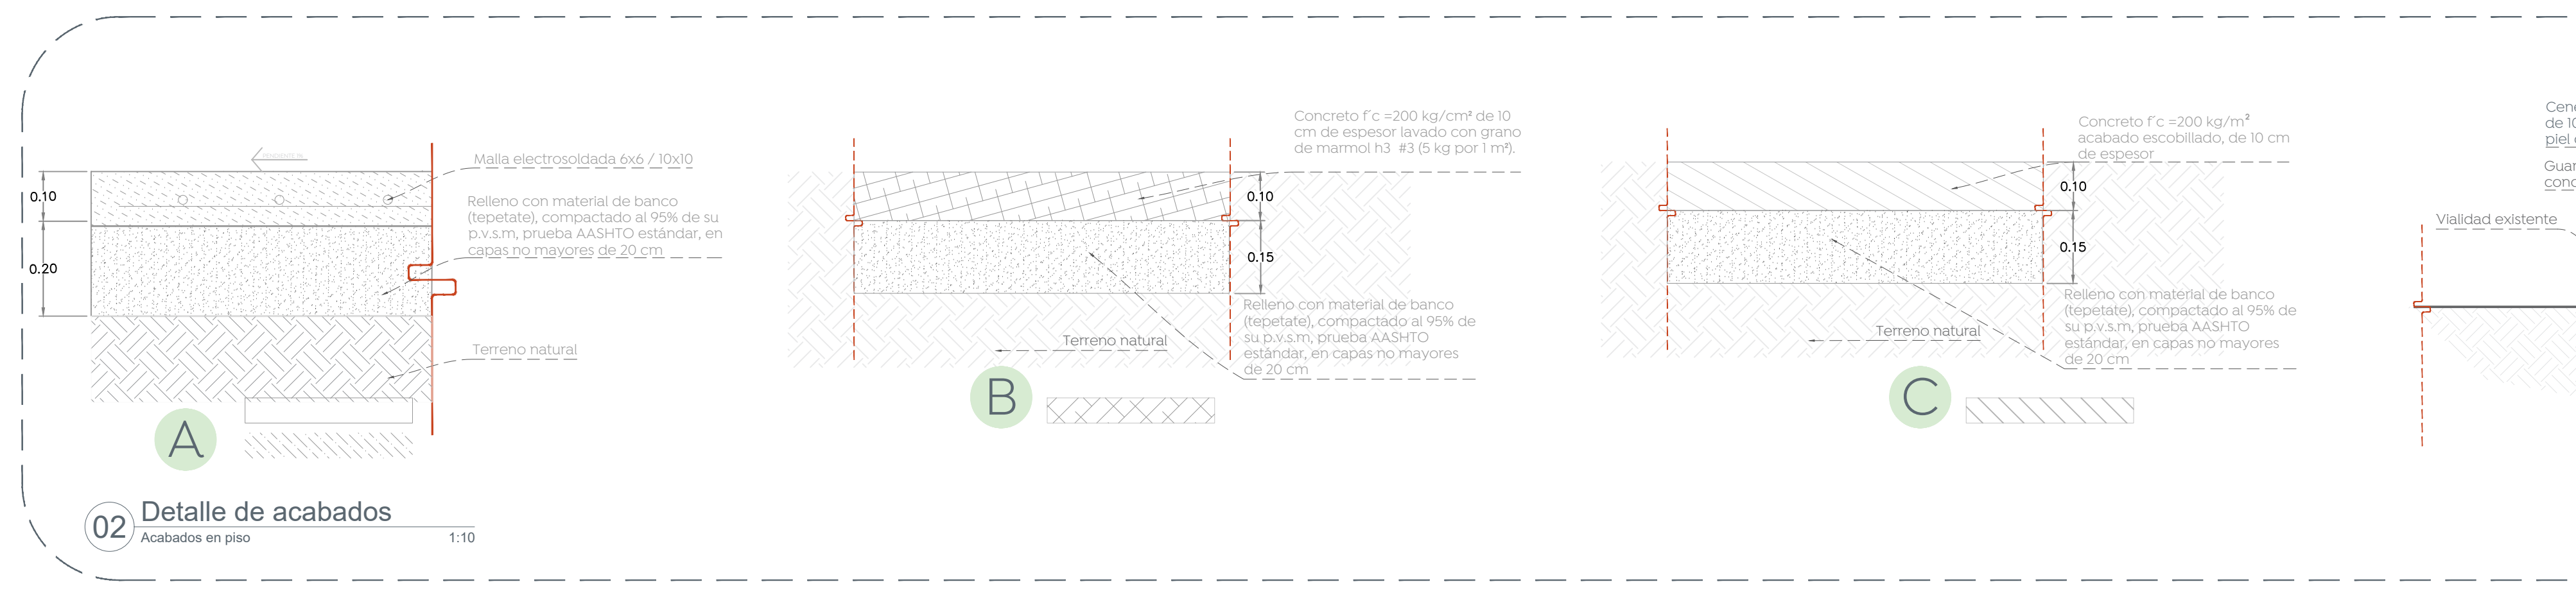 PENDIENTE 1%
0.10
0.20
Malla electrosoldada 6x6 / 10x10
Relleno con material de banco
(tepetate), compactado al 95% de su
p.v.s.m, prueba AASHTO estándar, en
capas no mayores de 20 cm
Terreno natural
A
Concreto f´c =200 kg/cm² de 10
cm de espesor lavado con grano
de marmol h3 #3 (5 kg por 1 m²).
0.10
0.15
Relleno con material de banco
(tepetate), compactado al 95% de
su p.v.s.m, prueba AASHTO
estándar, en capas no mayores
de 20 cm
Terreno natural
B
Concreto f´c =200 kg/m²
acabado escobillado, de 10 cm
de espesor
0.10
0.15
Relleno con material de banco
(tepetate), compactado al 95% de
su p.v.s.m, prueba AASHTO
estándar, en capas no mayores
de 20 cm
Terreno natural
C
de 10
piel
Vialidad existente
02
Detalle de acabados
Acabados en piso
1:10